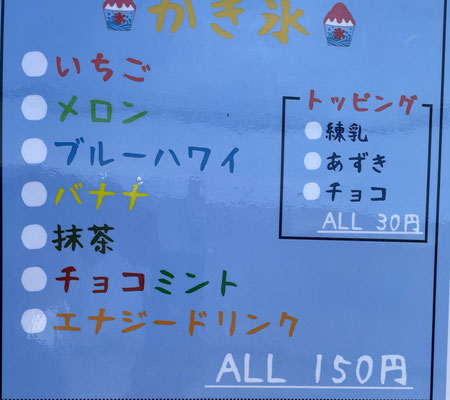 かき氷
いちご
メロン
ブルーハワイ
バナナ
抹茶
チョコミント
エナジードリンク
ALL 150円
トッピング
練乳
あずき
チョコ
ALL 30円